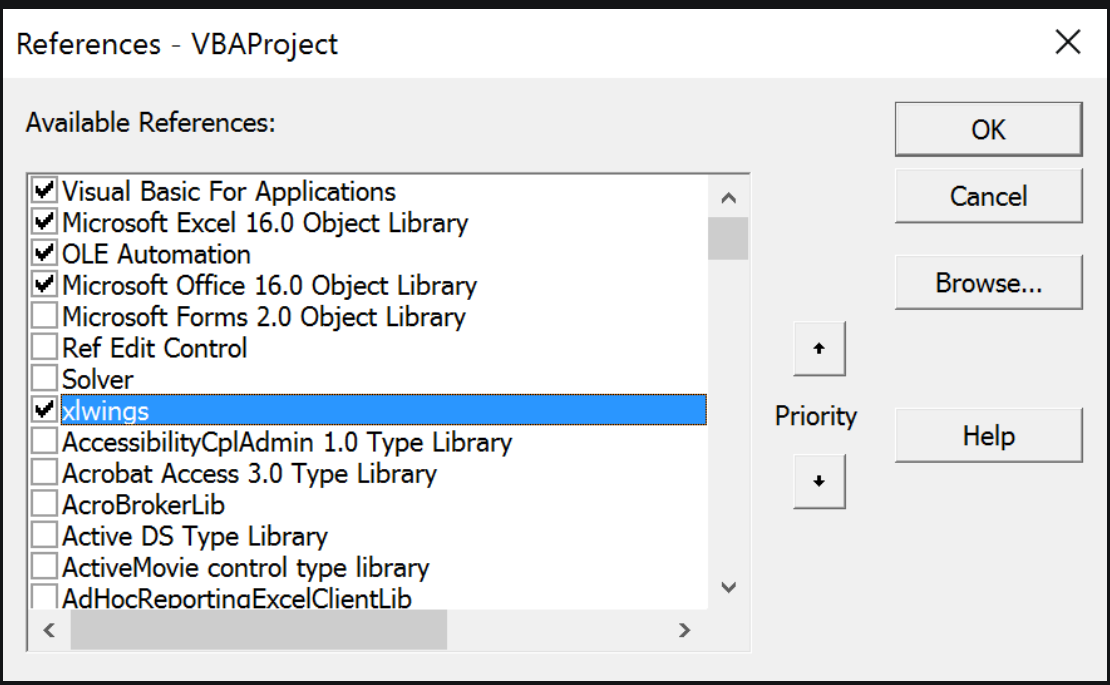 References - VBAProject
Available References:
Visual Basic For Applications
Microsoft Excel 16.0 Object Library
OLE Automation
Microsoft Office 16.0 Object Library
Microsoft Forms 2.0 Object Library
Ref Edit Control
Solver
xlwings
AccessibilityCplAdmin 1.0 Type Library
Acrobat Access 3.0 Type Library
AcroBrokerLib
Active DS Type Library
ActiveMovie control type library
AdHocReportingExcelClientLib
Priority
OK
Cancel
Browse...
Help